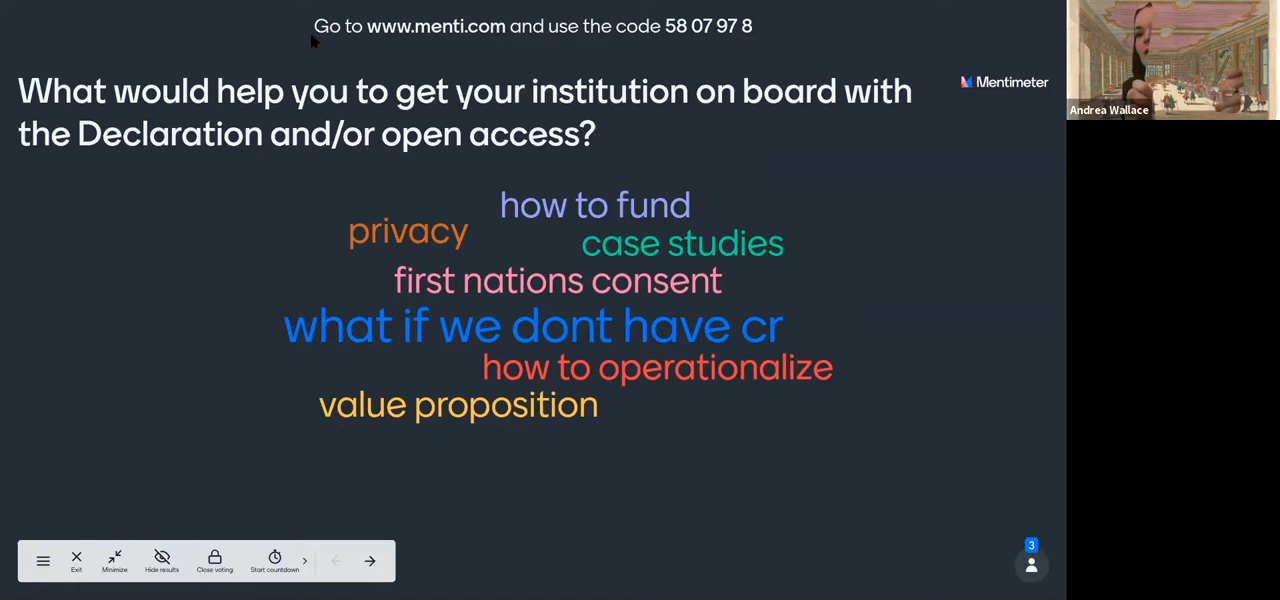 Go to www.menti.com and use the code 58 07 97 8
What would help you to get your institution on board with
the Declaration and/or open access?
Mentimeter
Andrea Wallace
how to fund
privacy
case studies
first nations consent
what if we dont have cr
how to operationalize
value proposition
Exit
Minimize
Hide results
Close voting
Start countdown
3